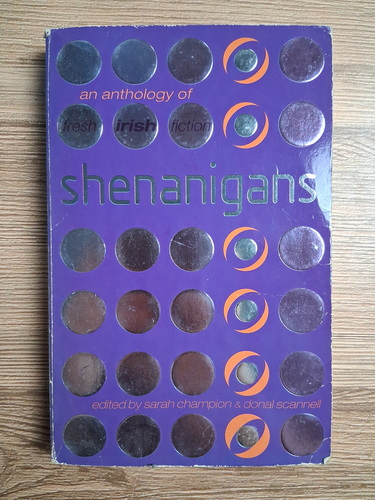 an anthology of
fresh irish fiction
shenanigans
edited by sarah champion & donal scannell